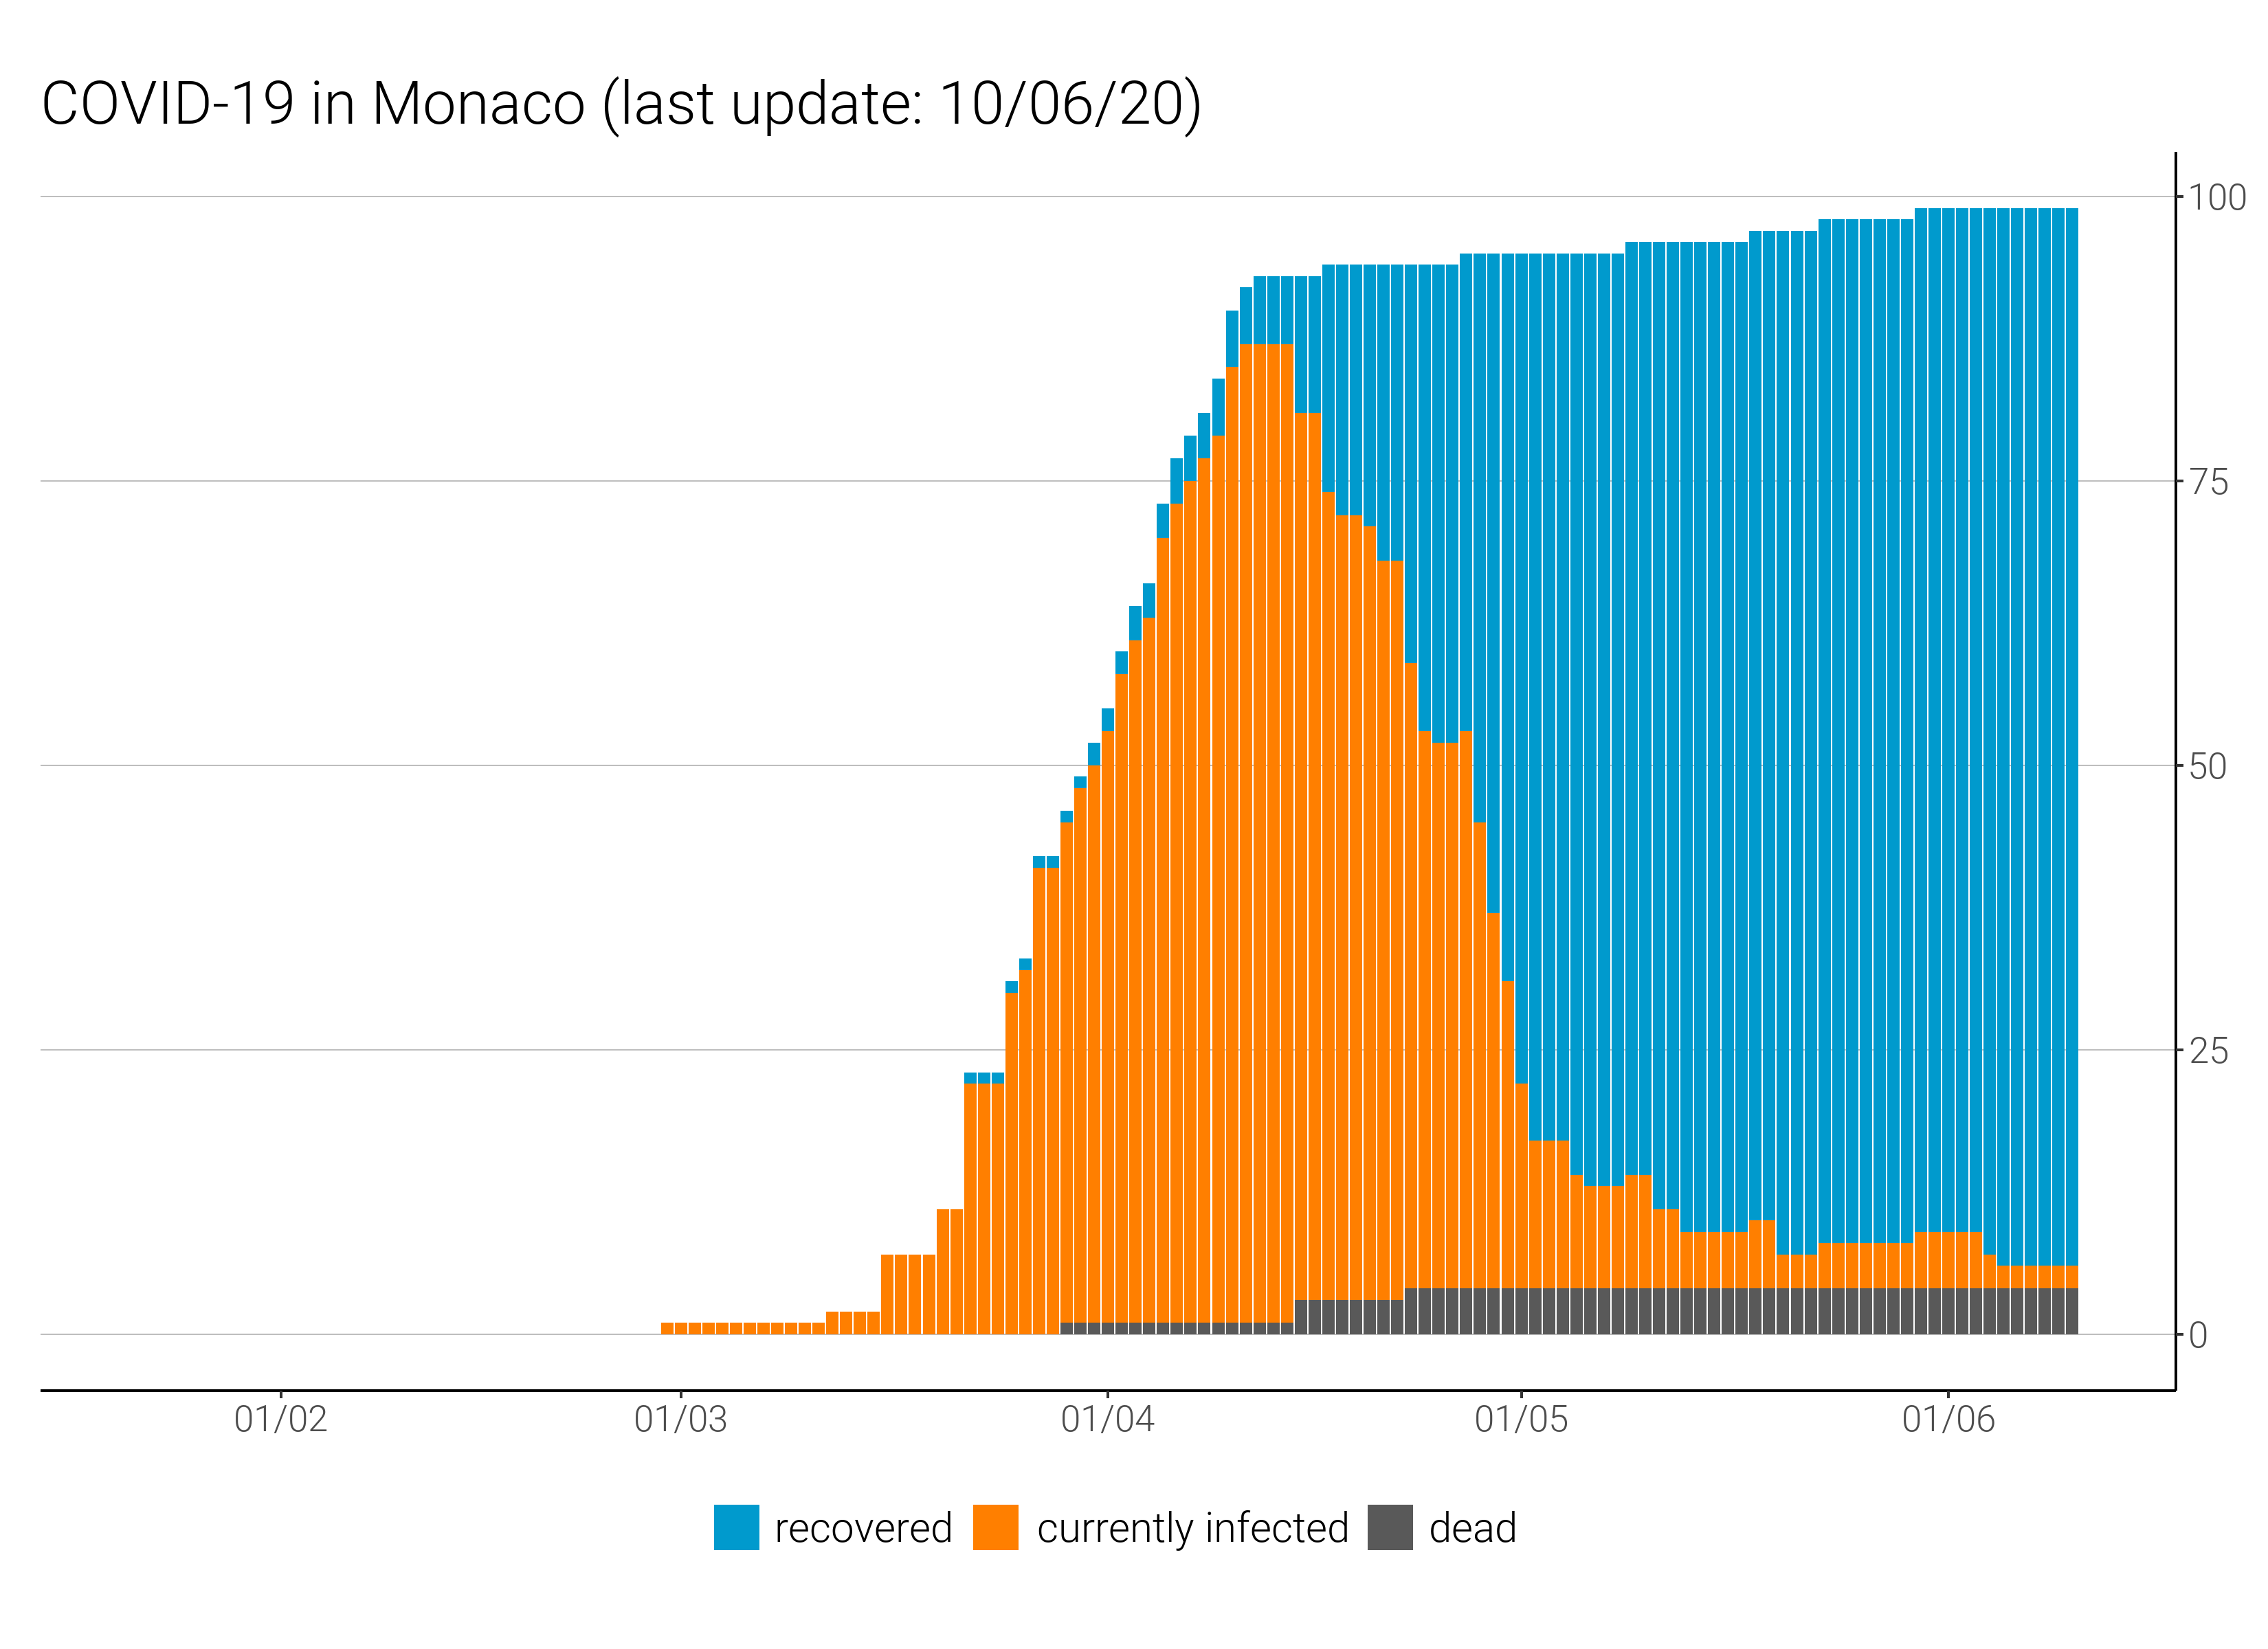 COVID-19 in Monaco (last update: 10/06/20)
100
75
50
25
0
01/02 01/03 01/04 01/05 01/06
recovered currently infected dead